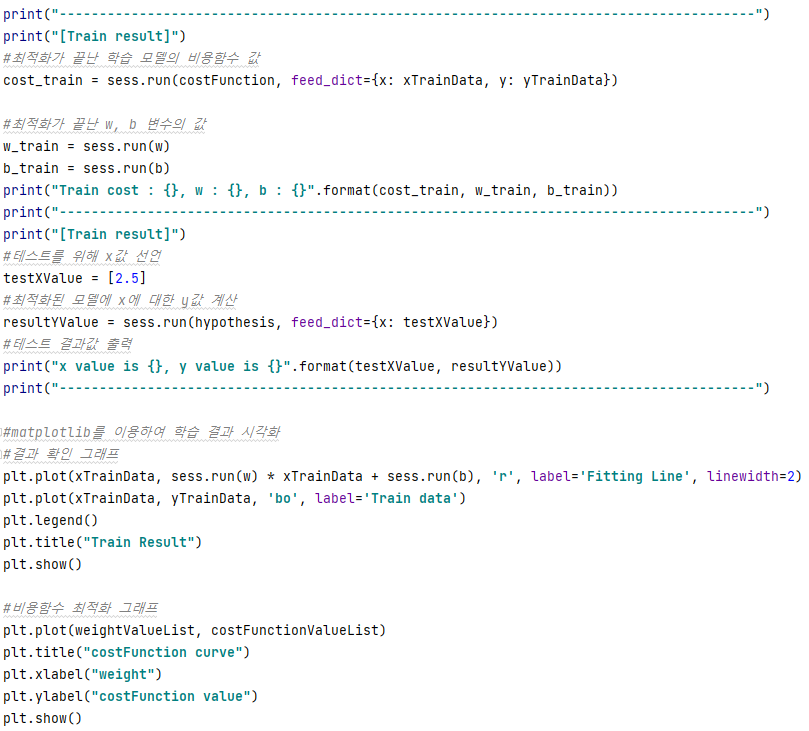 print("---------------------------------------------------------------------------------------")
print("[Train result]")
#최적화가 끝난 학습 모델의 비용함수 값
cost_train = sess.run(costFunction, feed_dict={x: xTrainData, y: yTrainData})
#최적화가 끝난 w, b 변수의 값
w_train = sess.run(w)
b_train = sess.run(b)
print("Train cost : {}, w : {}, b : {}".format(cost_train, w_train, b_train))
print("---------------------------------------------------------------------------------------")
print("[Train result]")
#테스트를 위해 x값 선언
testXValue = [2.5]
#최적화된 모델에 x에 대한 y값 계산
resultYValue = sess.run(hypothesis, feed_dict={x: testXValue})
#테스트 결과값 출력
print("x value is {}, y value is {}".format(testXValue, resultYValue))
print("---------------------------------------------------------------------------------------")
#matplotlib를 이용하여 학습 결과 시각화
#결과 확인 그래프
plt.plot(xTrainData, sess.run(w) * xTrainData + sess.run(b), 'r', label='Fitting Line', linewidth=2)
plt.plot(xTrainData, yTrainData, 'bo', label='Train data')
plt.legend()
plt.title("Train Result")
plt.show()
#비용함수 최적화 그래프
plt.plot(weightValueList, costFunctionValueList)
plt.title("costFunction curve")
plt.xlabel("weight")
plt.ylabel("costFunction value")
plt.show()